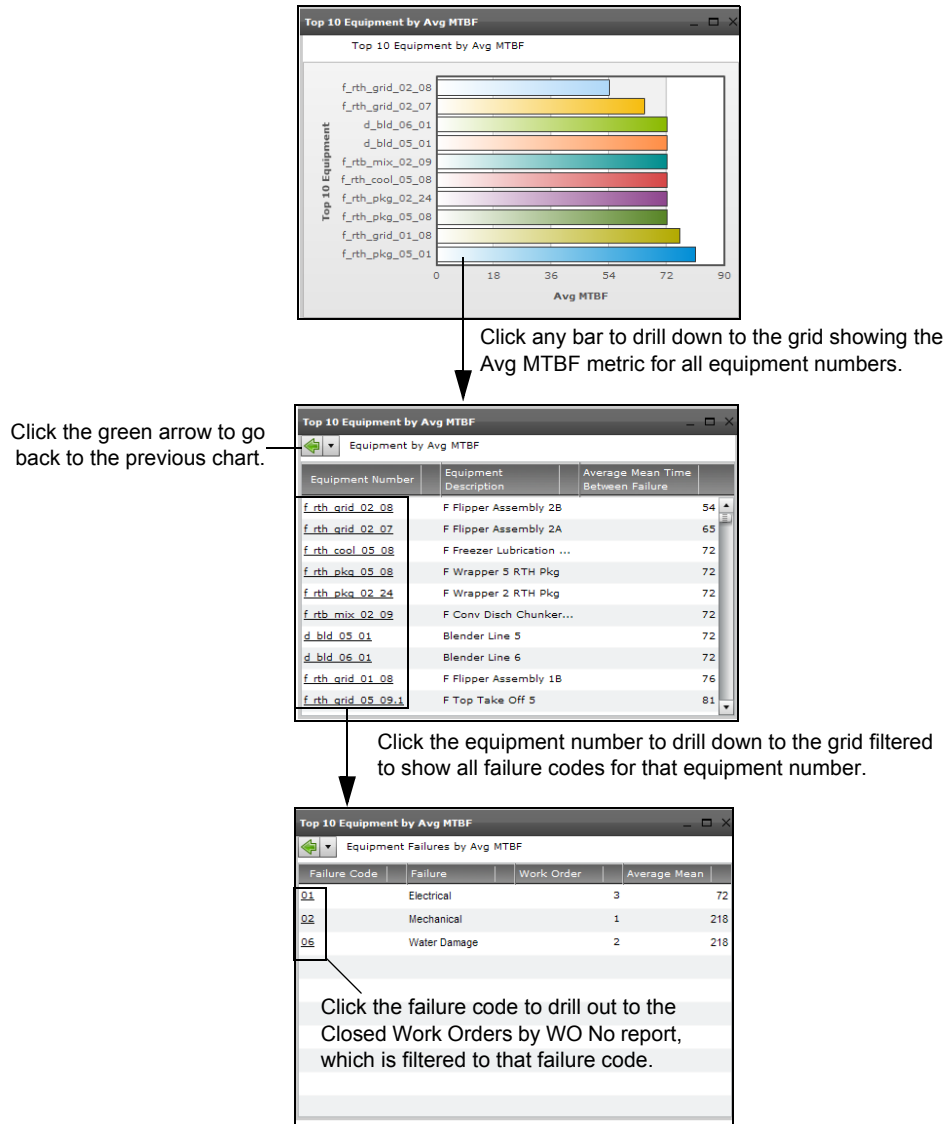 Top 10 Equipment by Avg MTBF
Top 10 Equipment by Avg MTBF
Top 10 Equipment
f_rth_grid_02_08
f_rth_grid_02_07
d_bld_06_01
d_bld_05_01
f_rtb_mix_02_09
f_rth_cool_05_08
f_rth_pkg_02_24
f_rth_pkg_05_08
f_rth_grid_01_08
f_rth_pkg_05_01
0 18 36 54 72 90
Avg MTBF
Click any bar to drill down to the grid showing the
Avg MTBF metric for all equipment numbers.
Click the green arrow to go
back to the previous chart.
Top 10 Equipment by Avg MTBF
Equipment by Avg MTBF
Equipment Number Equipment Description Average Mean Time Between Failure
f_rth_grid_02_08 F Flipper Assembly 2B 54
f_rth_grid_02_07 F Flipper Assembly 2A 65
f_rth_cool_05_08 F Freezer Lubrication ... 72
f_rth_pkg_05_08 F Wrapper 5 RTH Pkg 72
f_rth_pkg_02_24 F Wrapper 2 RTH Pkg 72
f_rtb_mix_02_09 F Conv Disch Chunker... 72
d_bld_05_01 Blender Line 5 72
d_bld_06_01 Blender Line 6 72
f_rth_grid_01_08 F Flipper Assembly 1B 76
f_rth_grid_05_09.1 F Top Take Off 5 81
Click the equipment number to drill down to the grid filtered
to show all failure codes for that equipment number.
Top 10 Equipment by Avg MTBF
Equipment Failures by Avg MTBF
Failure Code Failure Work Order Average Mean
01 Electrical 3 72
02 Mechanical 1 218
06 Water Damage 2 218
Click the failure code to drill out to the
Closed Work Orders by WO No report,
which is filtered to that failure code.